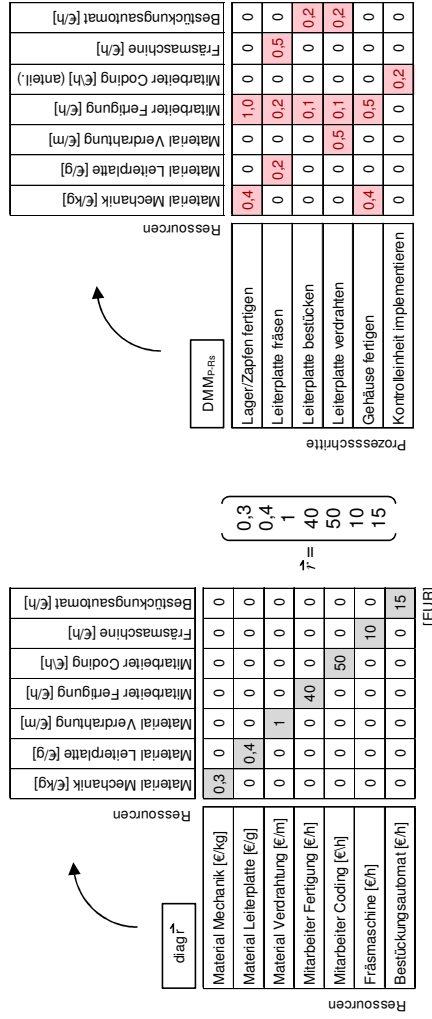 Ressourcen
diag r
Material Mechanik [€/kg]
Material Leiterplatte [€/g]
Material Verdrahtung [€/m]
Mitarbeiter Fertigung [€/h]
Mitarbeiter Coding [€\h]
Fräsmaschine [€/h]
Bestückungsautomat [€/h]
Ressourcen
Material Mechanik [€/kg] 0,3 0 0 0 0 0 0
Material Leiterplatte [€/g] 0 0,4 0 0 0 0 0
Material Verdrahtung [€/m] 0 0 1 0 0 0 0
Mitarbeiter Fertigung [€/h] 0 0 0 40 0 0 0
Mitarbeiter Coding [€\h] 0 0 0 0 50 0 0
Fräsmaschine [€/h] 0 0 0 0 0 10 0
Bestückungsautomat [€/h] 0 0 0 0 0 0 15
[EUR]
r =
0,3
0,4
1
40
50
10
15
Ressourcen
DMM P-Rs
Material Mechanik [€/kg]
Material Leiterplatte [€/g]
Material Verdrahtung [€/m]
Mitarbeiter Fertigung [€/h]
Mitarbeiter Coding [€\h] (anteil.)
Fräsmaschine [€/h]
Bestückungsautomat [€/h]
Prozessschritte
Lager/Zapfen fertigen 0,4 0 0 1,0 0 0 0
Leiterplatte fräsen 0 0,2 0 0,2 0 0,5 0
Leiterplatte bestücken 0 0 0 0,1 0 0 0,2
Leiterplatte verdrahten 0 0 0,5 0,1 0 0 0,2
Gehäuse fertigen 0,4 0 0 0,5 0 0 0
Kontrolleinheit implementieren 0 0 0 0 0,2 0 0